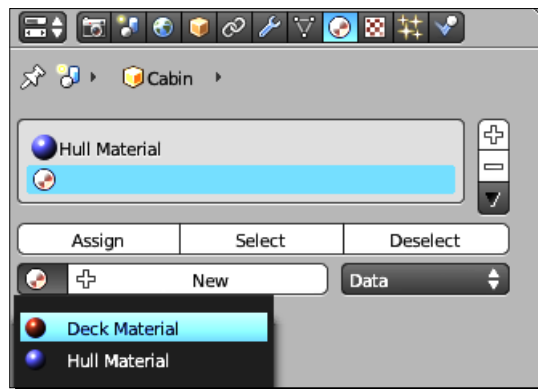 Cabin
Hull Material
Assign Select Deselect
New Data
Deck Material
Hull Material